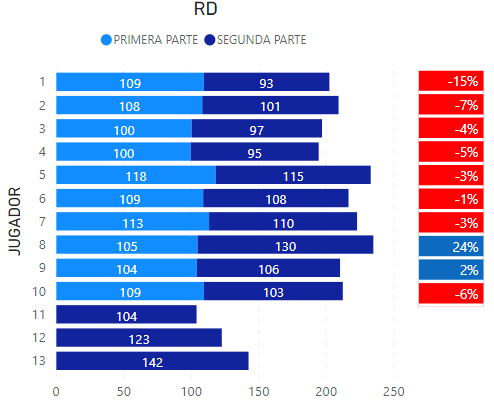 RD
PRIMERA PARTE SEGUNDA PARTE
JUGADOR
1 109 93 -15%
2 108 101 -7%
3 100 97 -4%
4 100 95 -5%
5 118 115 -3%
6 109 108 -1%
7 113 110 -3%
8 105 130 24%
9 104 106 2%
10 109 103 -6%
11 104
12 123
13 142
0 50 100 150 200 250